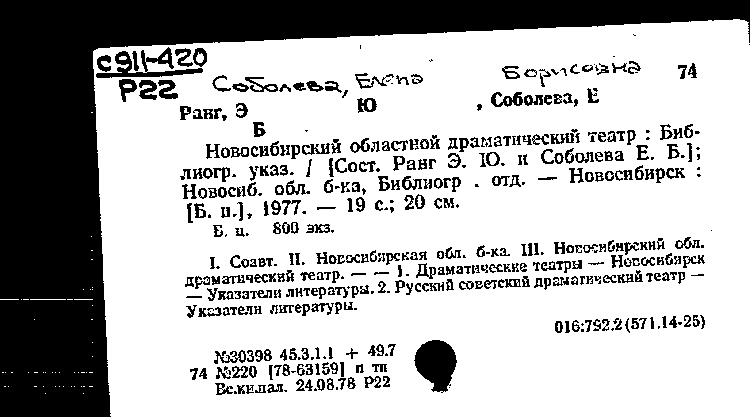 с911-420
Р22
Соболева, Елена Борисовна 74
Ранг, Э Ю , Соболева, Е
Б
Новосибирский областной драматический театр : Биб-
лиогр. указ. / [Сост. Ранг Э. Ю. и Соболева Е. Б.];
Новосиб. обл. б-ка, Библиогр . отд. — Новосибирск :
[Б. и.], 1977. — 19 с.; 20 см.
Б. ц. 800 экз.
I. Соавт. II. Новосибирская обл. б-ка. III. Новосибирский обл.
драматический театр. — — 1. Драматические театры — Новосибирск
— Указатели литературы. 2. Русский советский драматический театр —
Указатели литературы.
016:792.2(571.14-25)
№30398 45.3.1.1 + 49.7
74 №220 [78-63159] п тп
Вс.кн.пал. 24.08.78 Р22